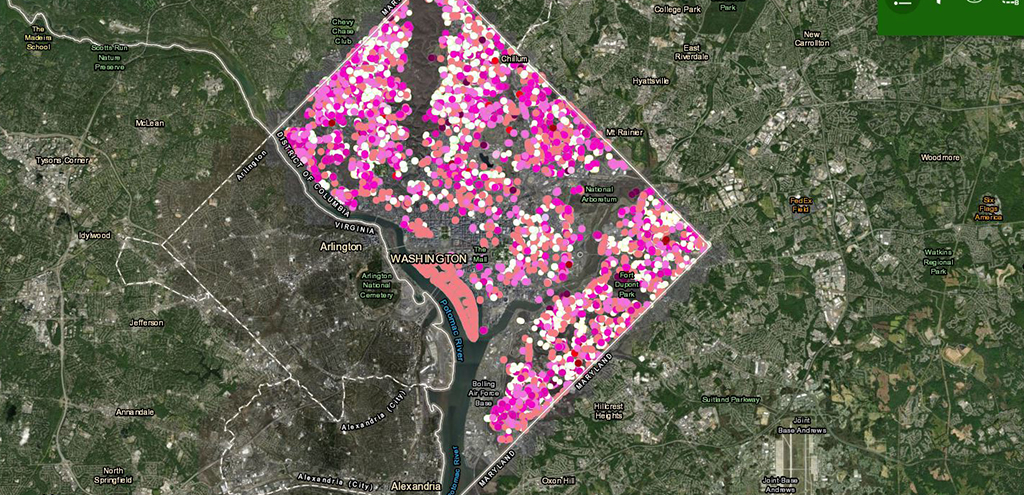 The
Madeira
School
Scotts Run
Nature
Preserve
Chevy
Chase
Club
College Park
Park
New
Carrollton
East
Riverdale
Chillum
Hyattsville
McLean
Mt Rainier
Tysons Corner
Arlington
DISTRICT OF COLUMBIA
VIRGINIA
Woodmore
National
Arboretum
FedEx
Field
Six
Flags
America
Idylwood
Arlington
WASHINGTON
The
Mall
Watkins
Regional
Park
Arlington
National
Cemetery
Fort
Dupont
Park
Jefferson
Potomac River
MARYLAND
Bolling
Air Force
Base
Suitland Parkway
Annandale
Alexandria (City)
Hillcrest
Heights
Joint
Base Andrews
North
Springfield
Alexandria (City)
Alexandria
Potomac River
MARYLAND
Oxon Hill
Joint Base
Andrews